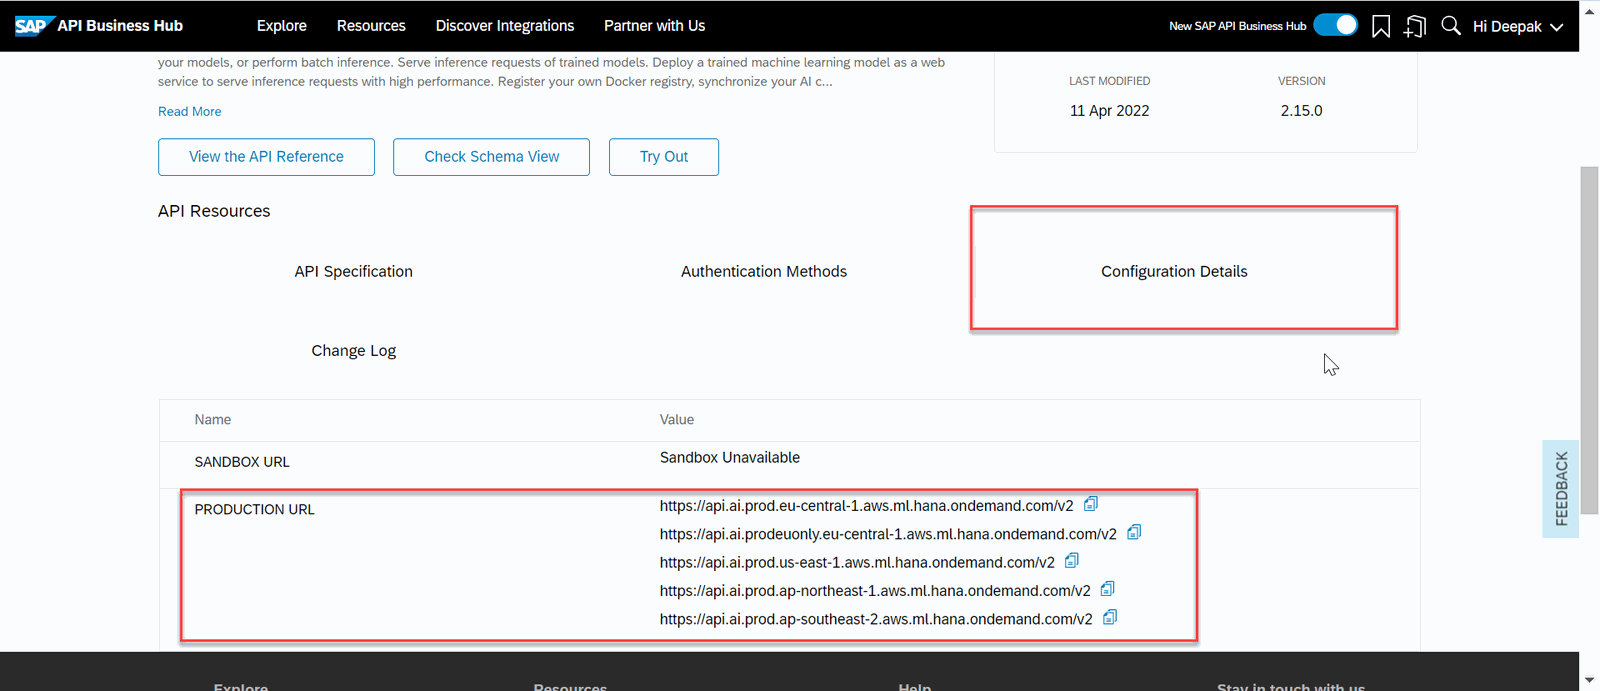 SAP API Business Hub Explore Resources Discover Integrations Partner with Us New SAP API Business Hub Hi Deepak
your models, or perform batch inference. Serve inference requests of trained models. Deploy a trained machine learning model as a web
service to serve inference requests with high performance. Register your own Docker registry, synchronize your AI c...
Read More
LAST MODIFIED VERSION
11 Apr 2022 2.15.0
View the API Reference Check Schema View Try Out
API Resources
API Specification Authentication Methods Configuration Details
Change Log
Name Value
SANDBOX URL Sandbox Unavailable
PRODUCTION URL https://api.ai.prod.eu-central-1.aws.ml.hana.ondemand.com/v2
https://api.ai.prodeuonly.eu-central-1.aws.ml.hana.ondemand.com/v2
https://api.ai.prod.us-east-1.aws.ml.hana.ondemand.com/v2
https://api.ai.prod.ap-northeast-1.aws.ml.hana.ondemand.com/v2
https://api.ai.prod.ap-southeast-2.aws.ml.hana.ondemand.com/v2
FEEDBACK
Explore Resources Help Stay in touch with us